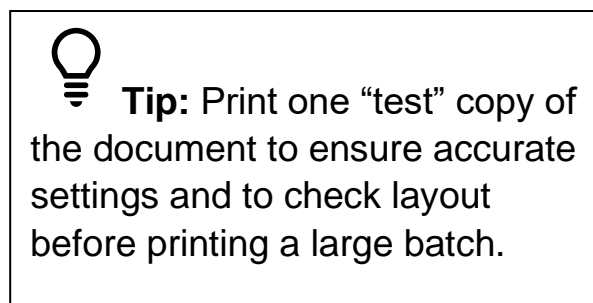 Tip: Print one “test” copy of
the document to ensure accurate
settings and to check layout
before printing a large batch.